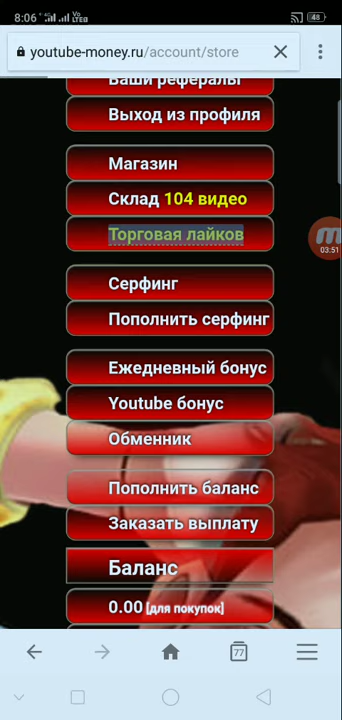 8:06
48
youtube-money.ru/account/store
Ваши рефералы
Выход из профиля
Магазин
Склад 104 видео
Торговая лайков
03:51
Серфинг
Пополнить серфинг
Ежедневный бонус
Youtube бонус
Обменник
Пополнить баланс
Заказать выплату
Баланс
0.00 [для покупок]
77